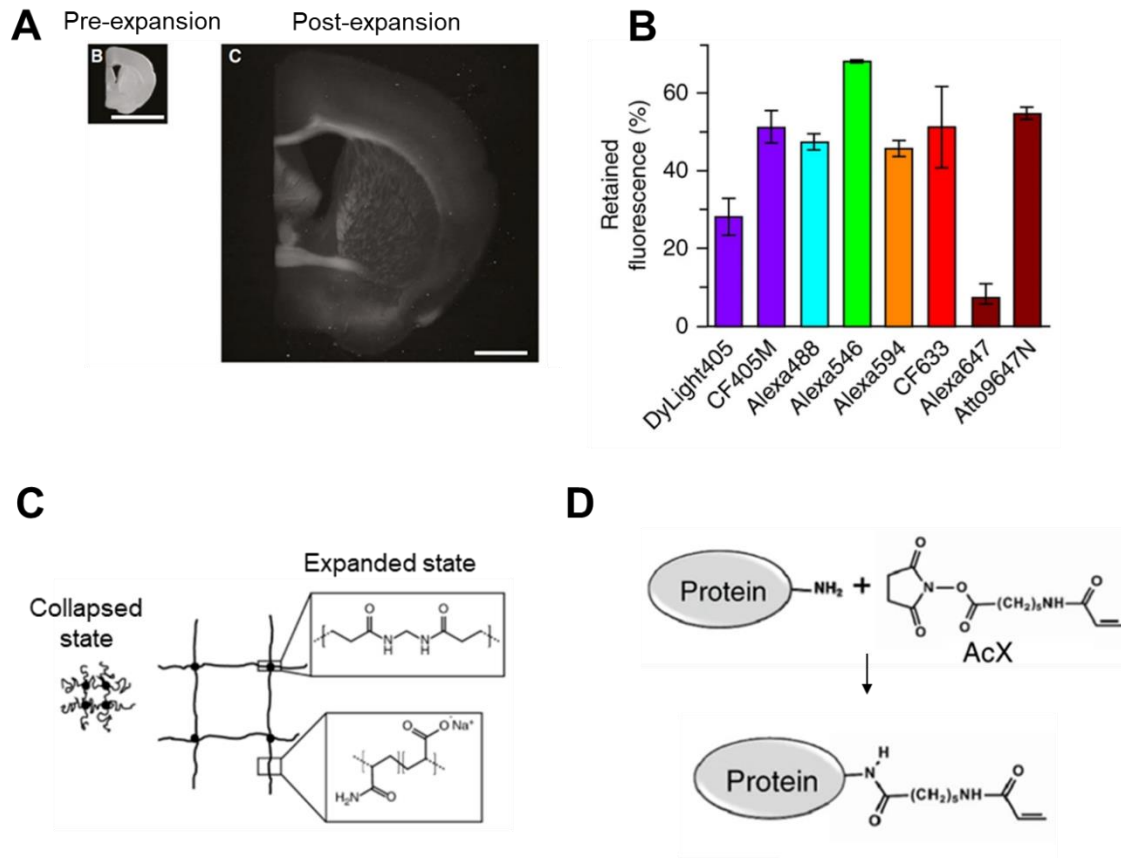 A
Pre-expansion
Post-expansion
B
C
B
Retained
fluorescence (%)
60
40
20
0
DyLight405
CF405M
Alexa488
Alexa546
Alexa594
CF633
Alexa647
Atto9647N
C
Expanded state
Collapsed
state
O
O
N
H
N
H
O
O⁻Na⁺
H₂N
O
D
Protein
NH₂
+
O
N
O
O
O
(CH₂)₅NH
O
AcX
Protein
H
N
O
(CH₂)₅NH
O